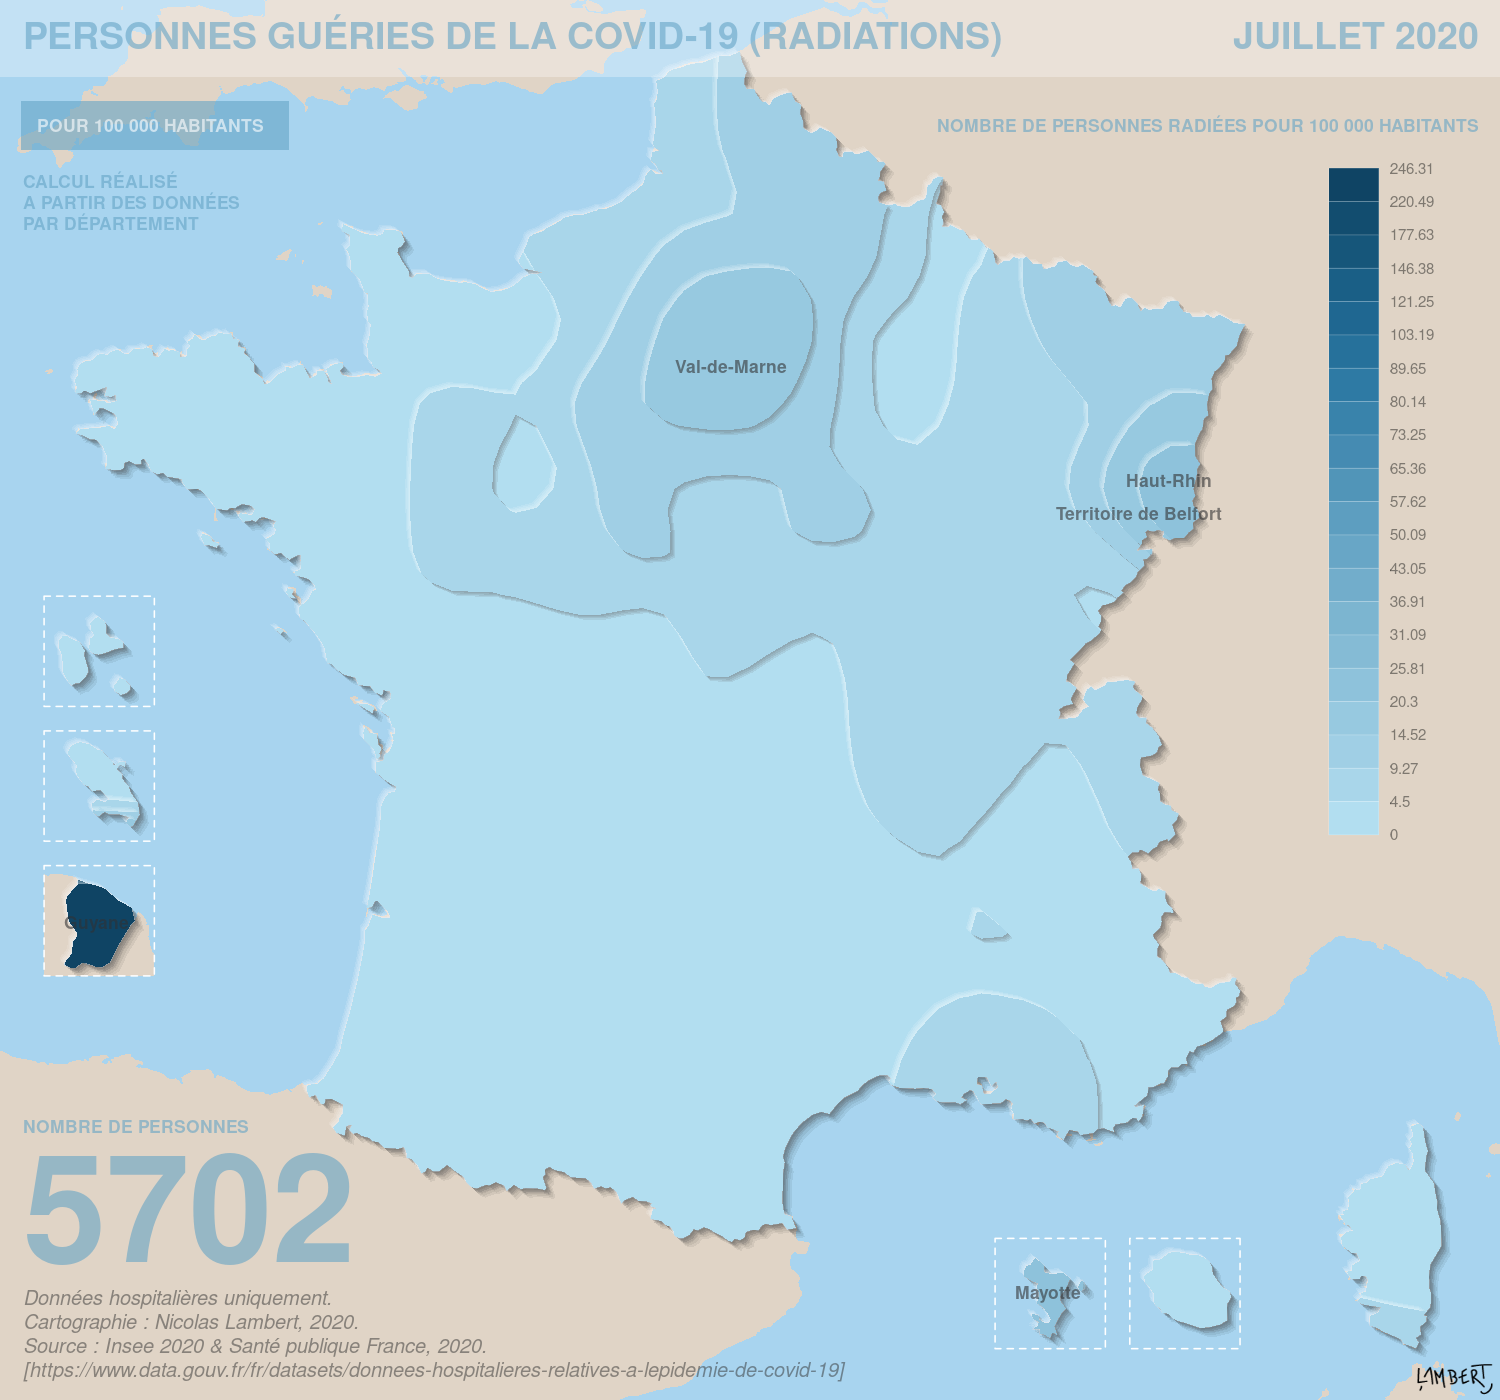 PERSONNES GUÉRIES DE LA COVID-19 (RADIATIONS)
JUILLET 2020
POUR 100 000 HABITANTS
CALCUL RÉALISÉ
A PARTIR DES DONNÉES
PAR DÉPARTEMENT
NOMBRE DE PERSONNES RADIÉES POUR 100 000 HABITANTS
246.31
220.49
177.63
146.38
121.25
103.19
89.65
80.14
73.25
65.36
57.62
50.09
43.05
36.91
31.09
25.81
20.3
14.52
9.27
4.5
0
Val-de-Marne
Haut-Rhin
Territoire de Belfort
Guyane
Mayotte
NOMBRE DE PERSONNES
5702
Données hospitalières uniquement.
Cartographie : Nicolas Lambert, 2020.
Source : Insee 2020 & Santé publique France, 2020.
[https://www.data.gouv.fr/fr/datasets/donnees-hospitalieres-relatives-a-lepidemie-de-covid-19]
LAMBERT